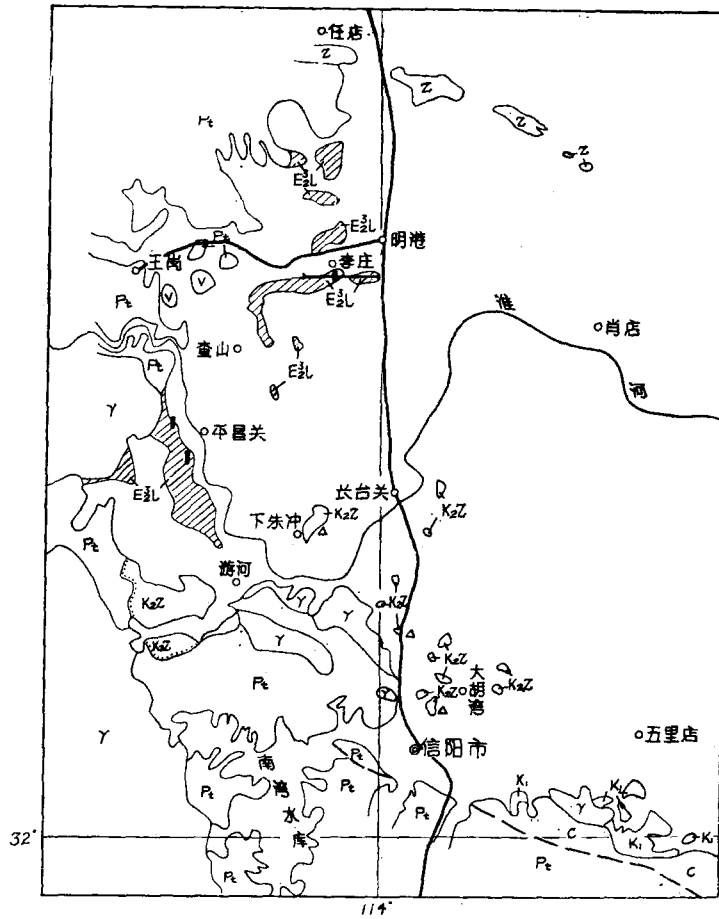 任店
Z
Z
Z
Z
Pt
E₂³L
E₂³L
Pt
明港
王岗
李庄
V
V
E₂³L
Pt
淮
肖店
查山
Pt
E₂³L
河
γ
平昌关
E₂³L
长台关
K₂Z
K₂Z
下朱冲
Pt
游河
K₂Z
γ
γ
K₂Z
K₂Z
Pt
K₂Z
大
胡
湾
K₂Z
γ
五里店
信阳市
南
湾
水
库
Pt
Pt
Pt
Pt
K₁
γ
K₁
32°
C
K₁
K₁
Pt
Pt
C
114°